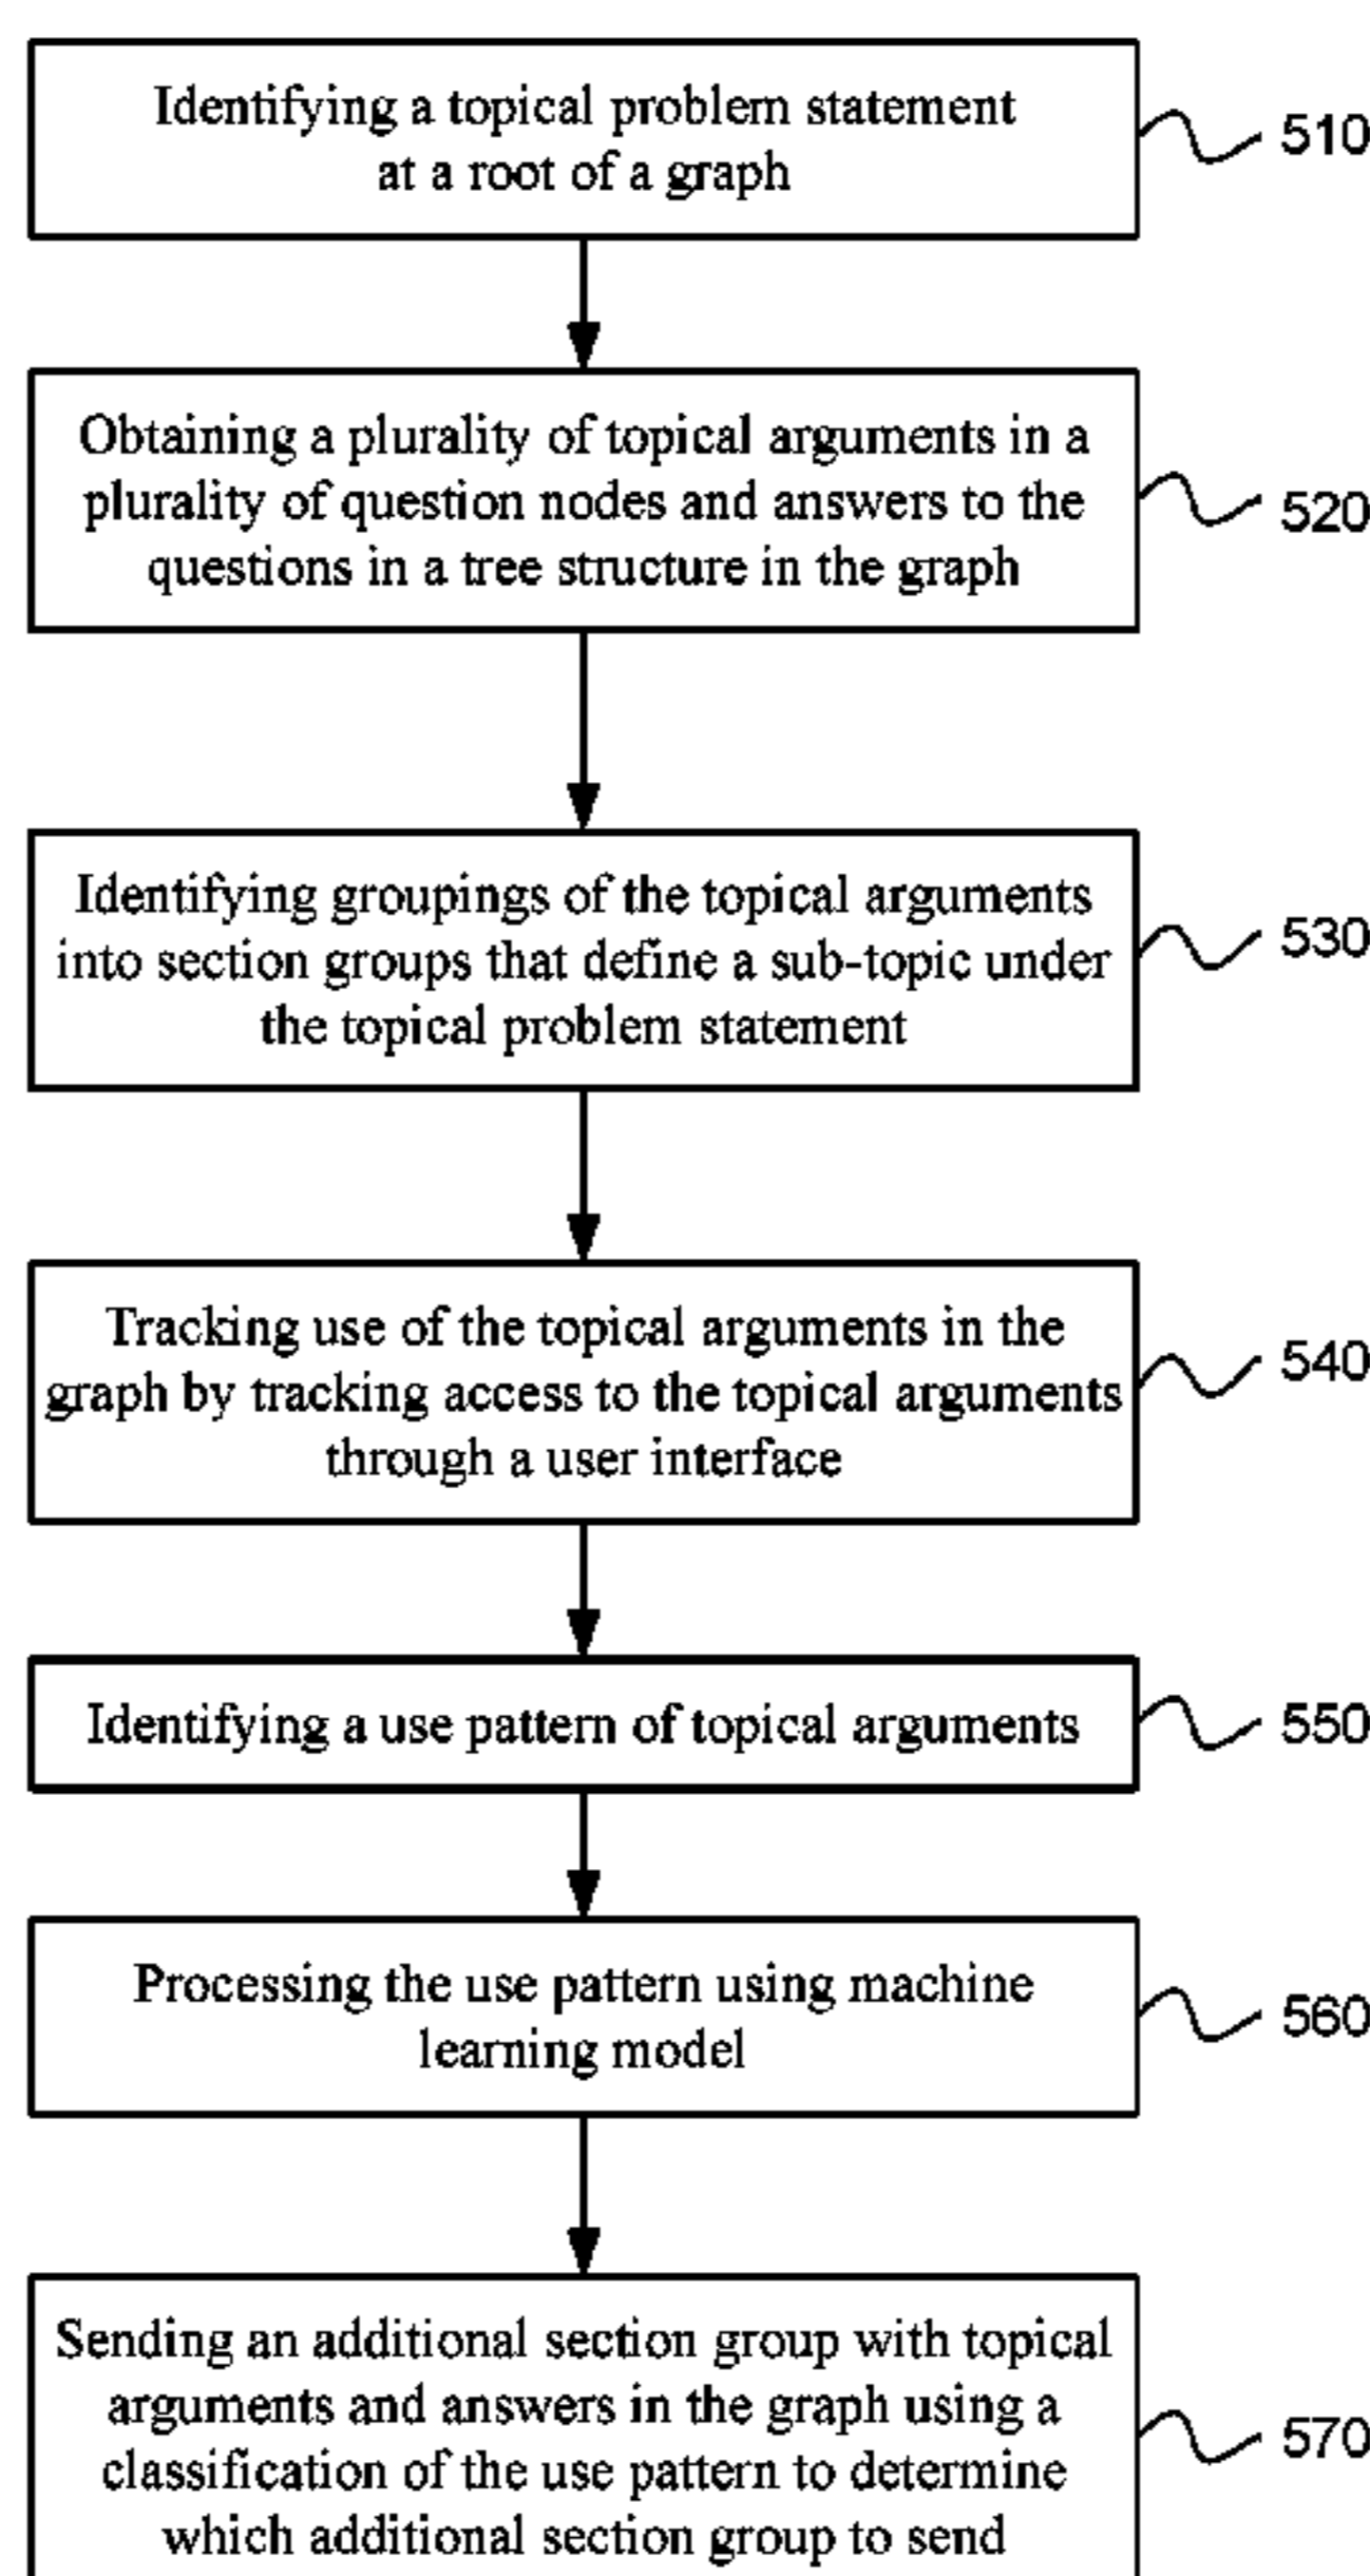 Identifying a topical problem statement
at a root of a graph
510
Obtaining a plurality of topical arguments in a
plurality of question nodes and answers to the
questions in a tree structure in the graph
520
Identifying groupings of the topical arguments
into section groups that define a sub-topic under
the topical problem statement
530
Tracking use of the topical arguments in the
graph by tracking access to the topical arguments
through a user interface
540
Identifying a use pattern of topical arguments
550
Processing the use pattern using machine
learning model
560
Sending an additional section group with topical
arguments and answers in the graph using a
classification of the use pattern to determine
which additional section group to send
570